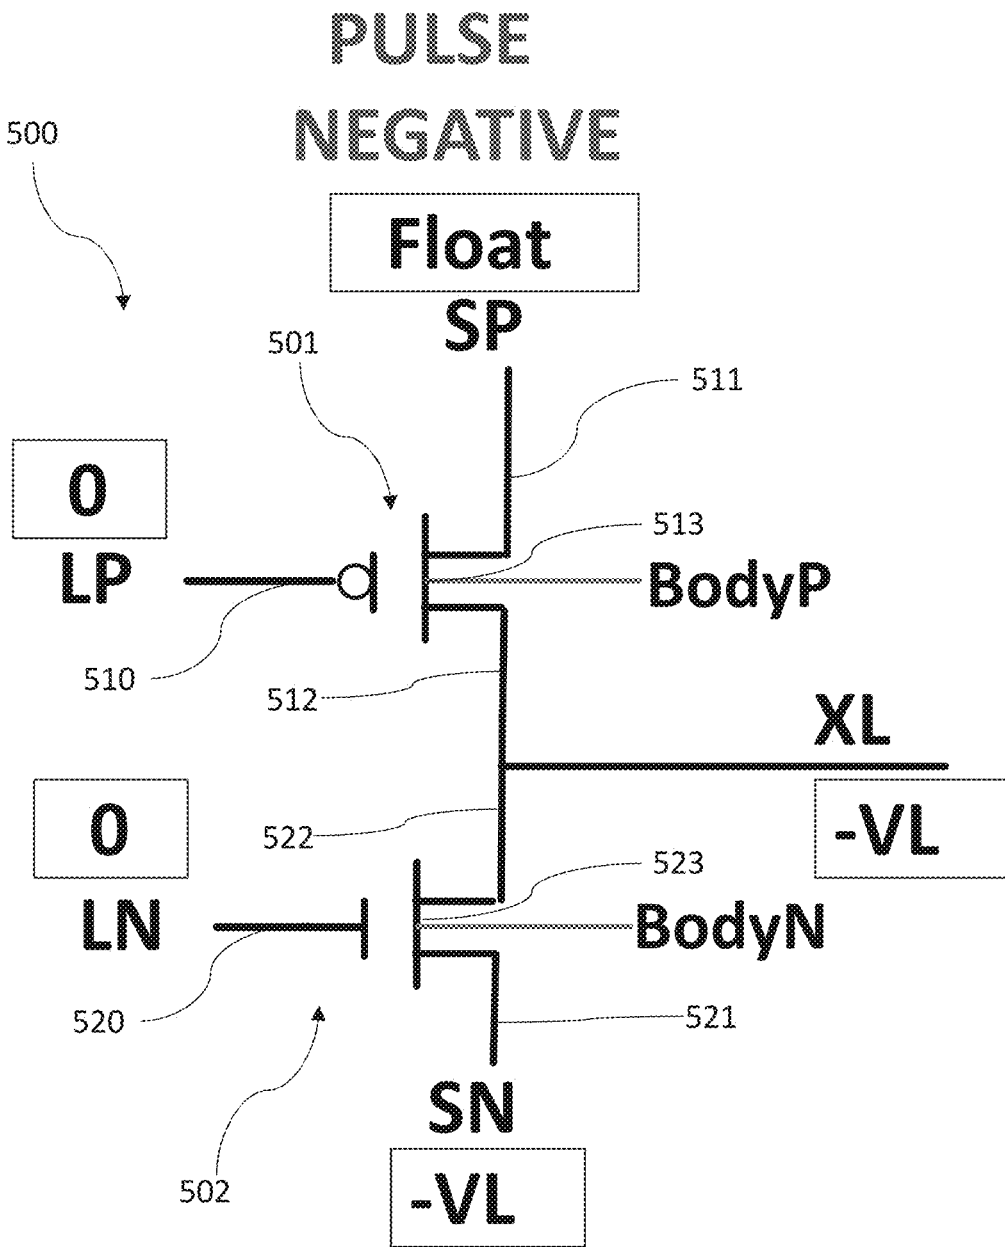 PULSE
NEGATIVE
500
Float
SP
501
511
0
513
LP
BodyP
510
512
XL
0
522
-VL
523
LN
BodyN
520
521
SN
502
-VL